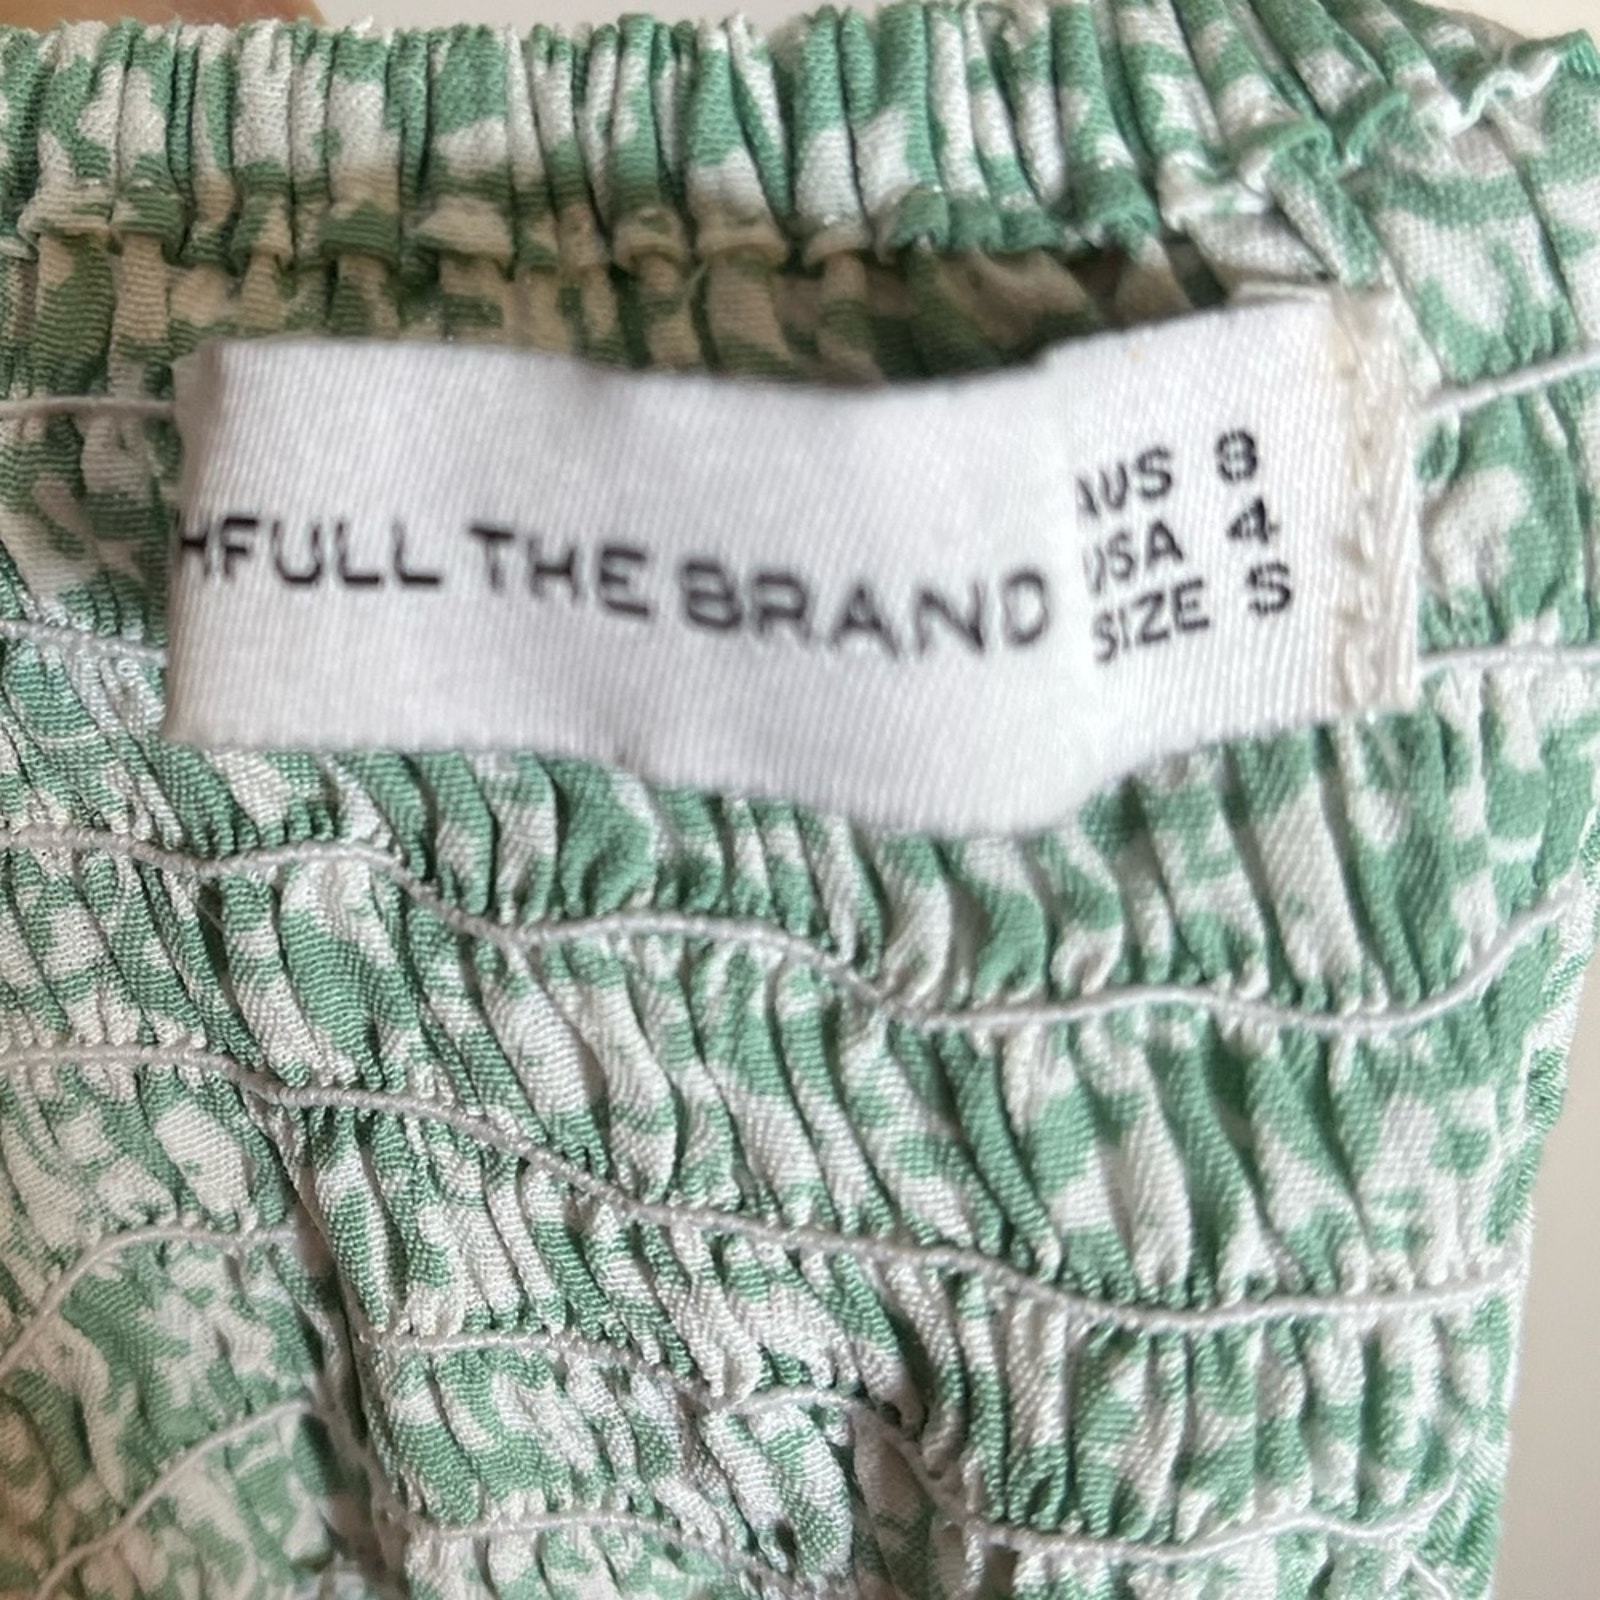 HFULL THE BRAND
AUS 8
USA 4
SIZE S